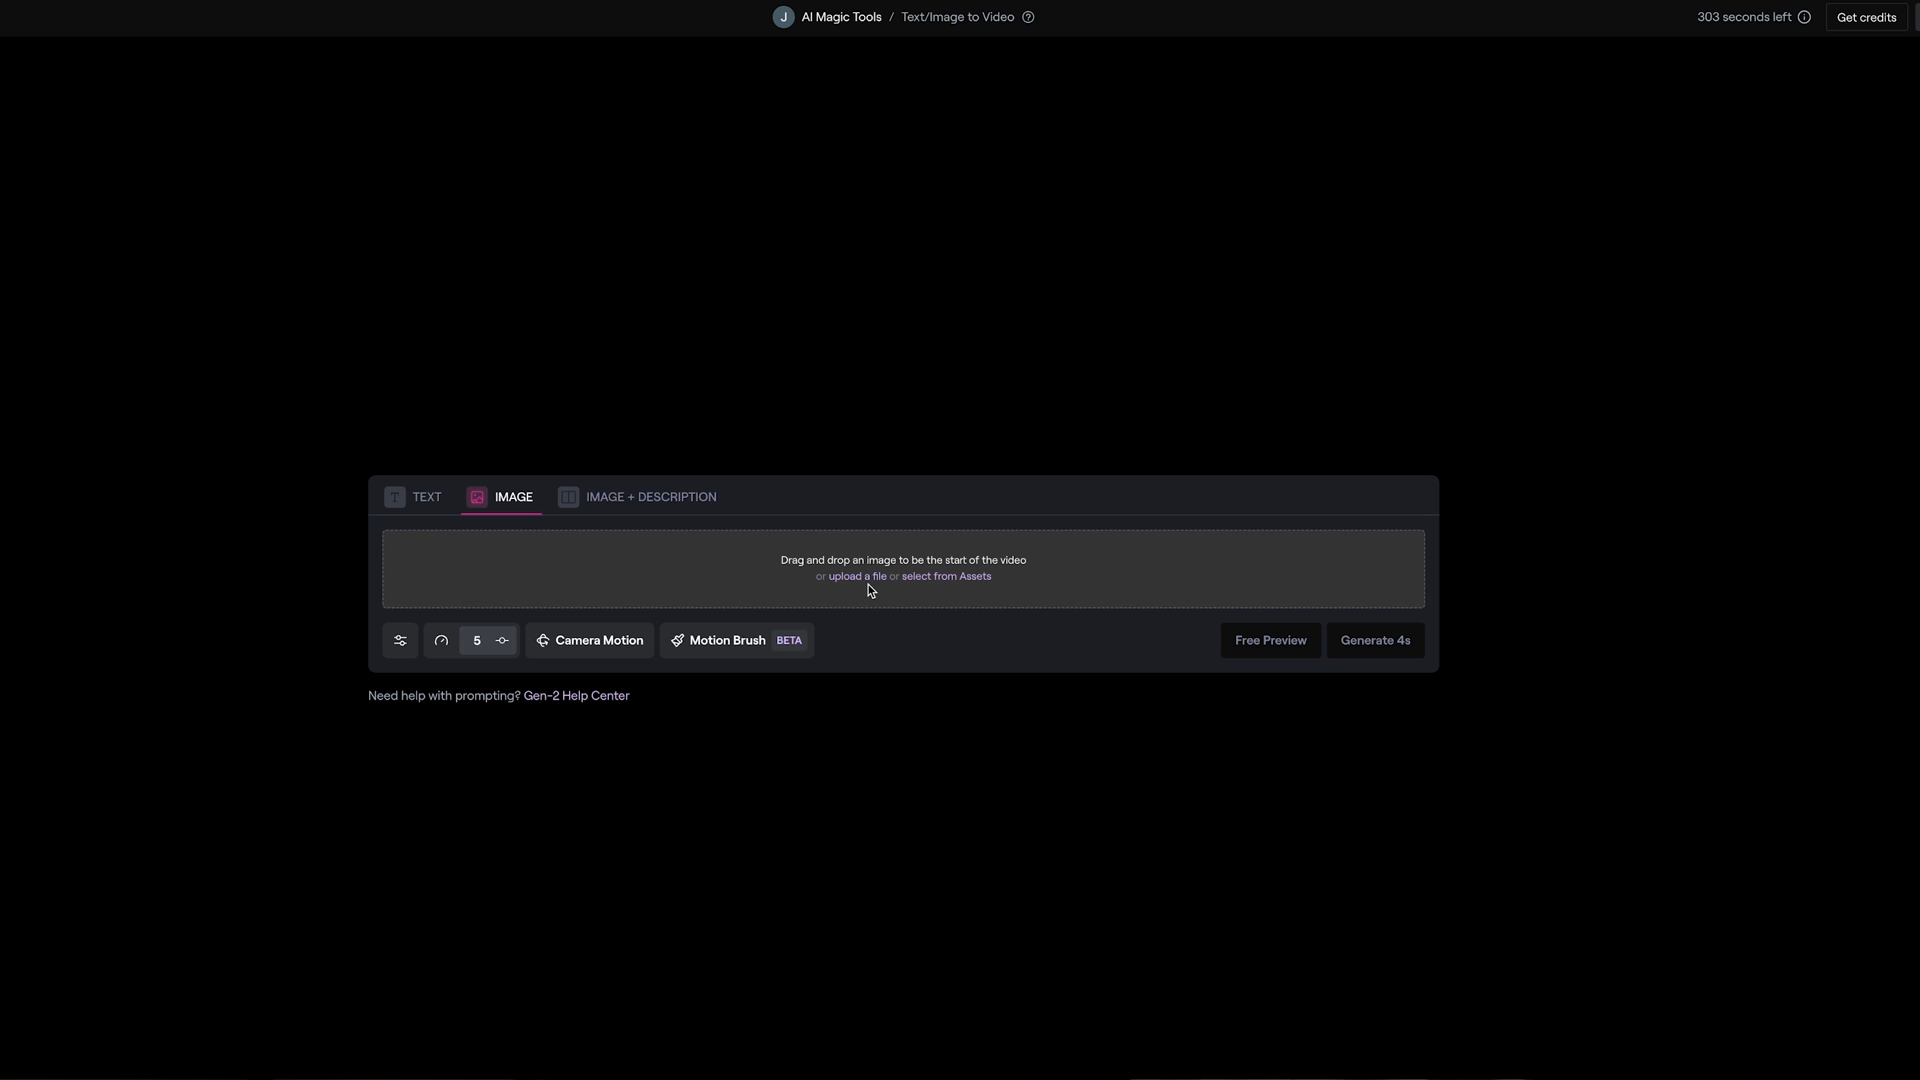 J AI Magic Tools / Text/Image to Video
303 seconds left
Get credits
TEXT
IMAGE
IMAGE + DESCRIPTION
Drag and drop an image to be the start of the video
or upload a file or select from Assets
5
Camera Motion
Motion Brush BETA
Free Preview
Generate 4s
Need help with prompting? Gen-2 Help Center